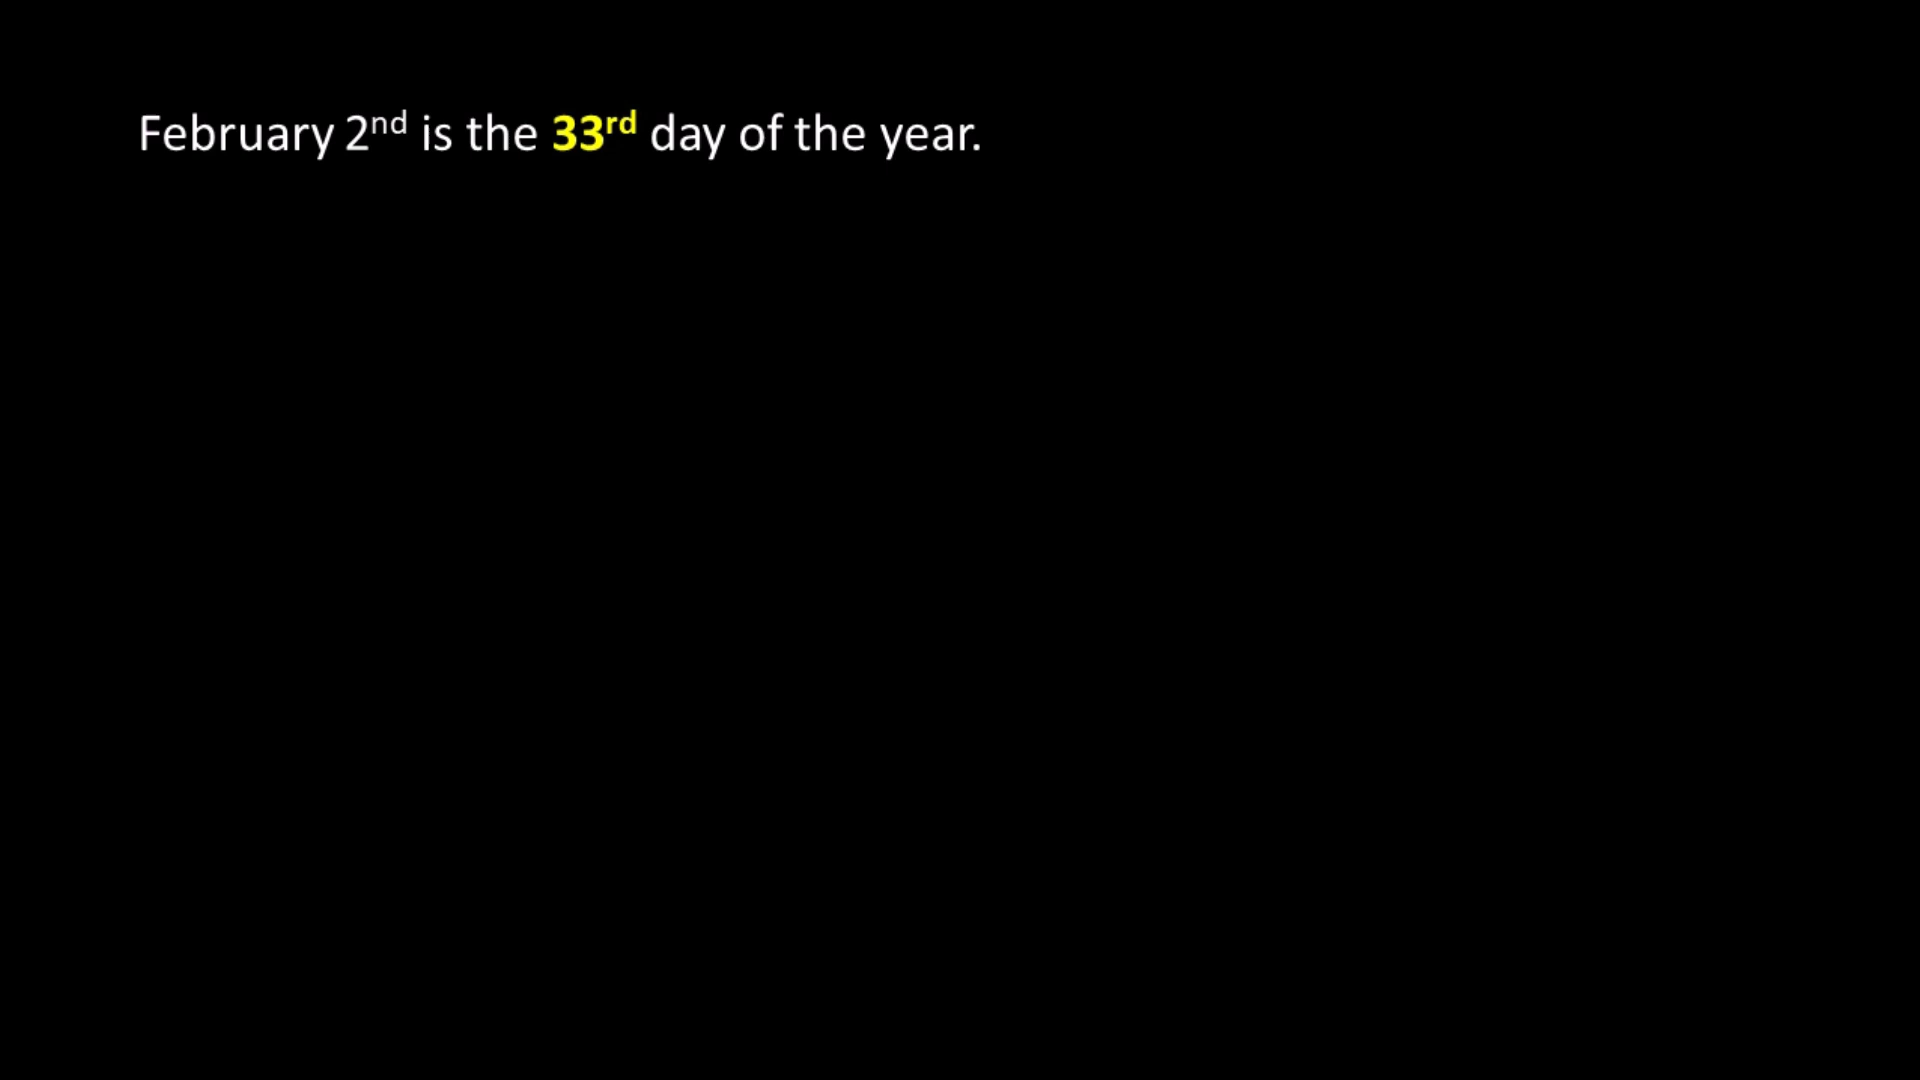 February 2nd is the 33rd day of the year.